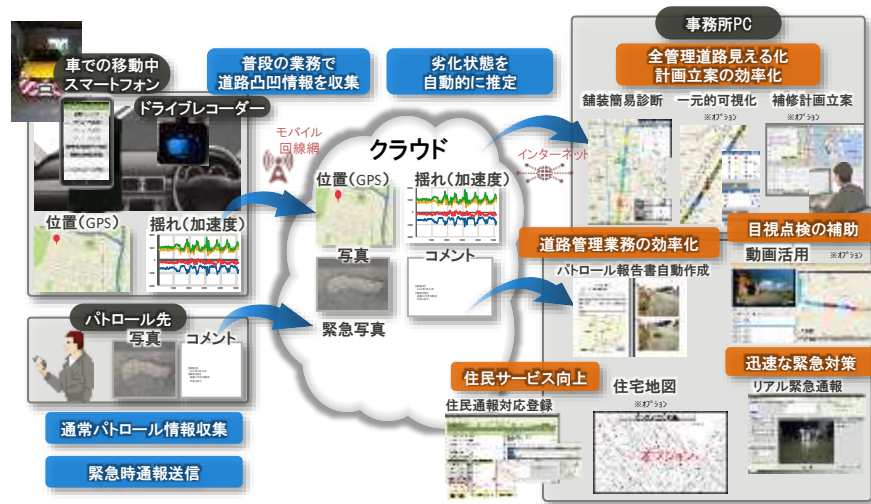 車での移動中
スマートフォン
ドライブレコーダー
普段の業務で
道路凸凹情報を収集
劣化状態を
自動的に推定
事務所PC
全管理道路見える化
計画立案の効率化
舗装簡易診断
一元的可視化
※オプション
補修計画立案
※オプション
モバイル
回線網
クラウド
インターネット
位置(GPS)
揺れ(加速度)
位置(GPS)
揺れ(加速度)
写真
コメント
緊急写真
道路管理業務の効率化
パトロール報告書自動作成
目視点検の補助
動画活用
※オプション
パトロール先
写真
コメント
通常パトロール情報収集
緊急時通報送信
住民サービス向上
住民通報対応登録
住宅地図
※オプション
オプション
迅速な緊急対策
リアル緊急通報